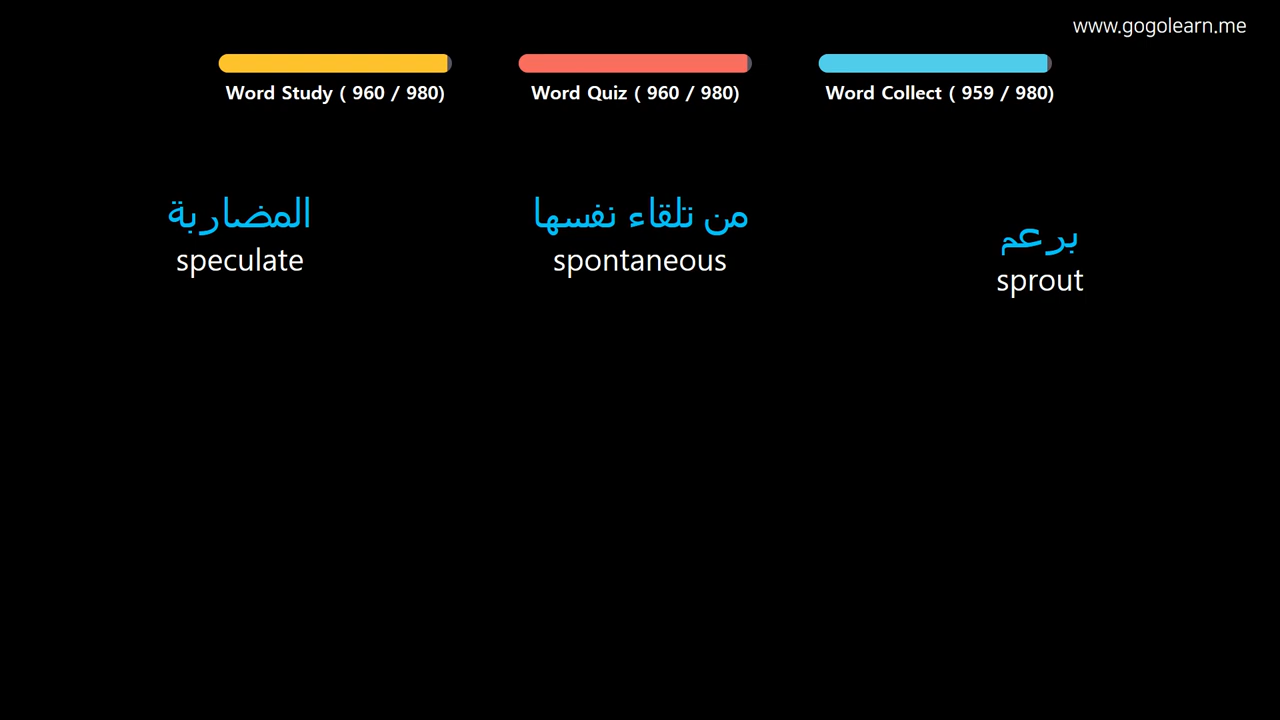 www.gogolearn.me
Word Study ( 960 / 980)
Word Quiz ( 960 / 980)
Word Collect ( 959 / 980)
المضاربة
speculate
من تلقاء نفسها
spontaneous
برعم
sprout